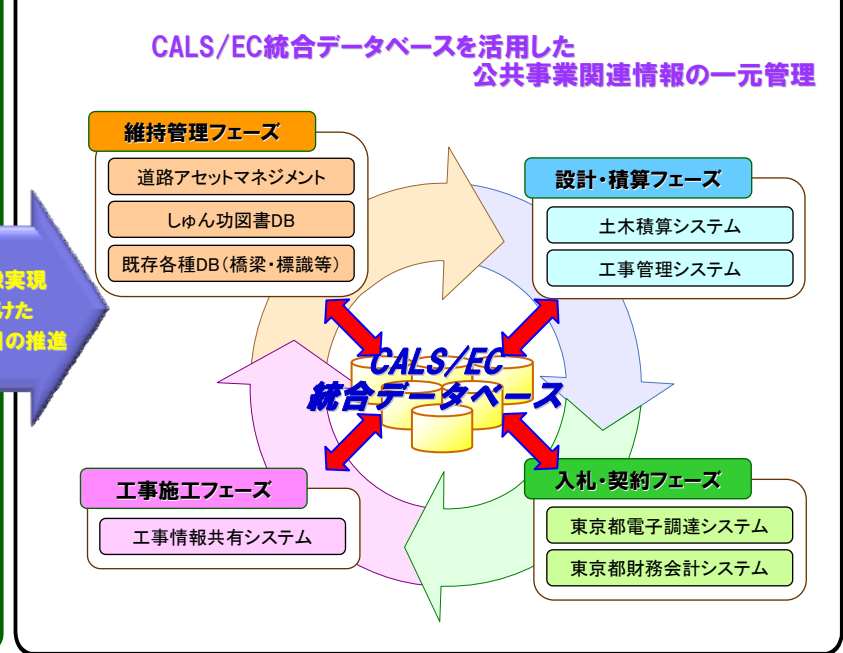 CALS/EC統合データベースを活用した
公共事業関連情報の一元管理
維持管理フェーズ
道路アセットマネジメント
しゅん功図書DB
既存各種DB(橋梁・標識等)
設計・積算フェーズ
土木積算システム
工事管理システム
実現
けた
の推進
CALS/EC
統合データベース
工事施工フェーズ
工事情報共有システム
入札・契約フェーズ
東京都電子調達システム
東京都財務会計システム